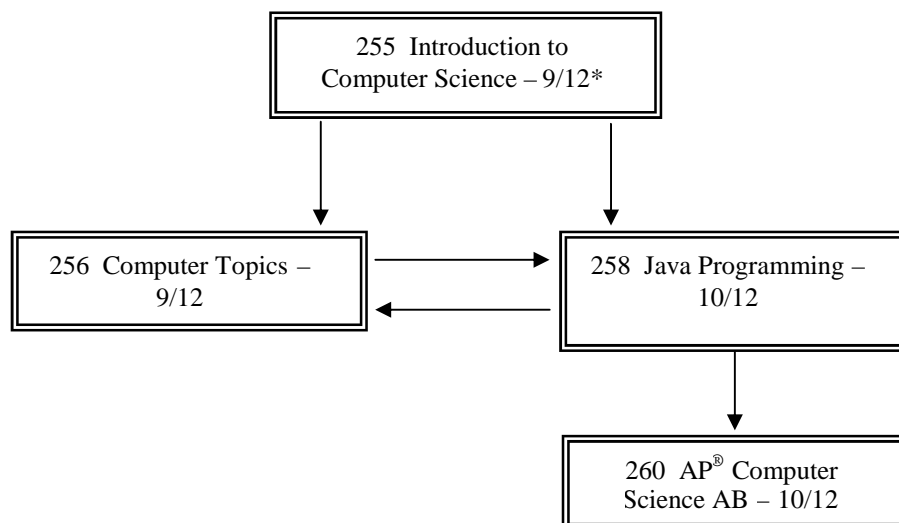 255 Introduction to
Computer Science – 9/12*
256 Computer Topics –
9/12
258 Java Programming –
10/12
260 AP® Computer
Science AB – 10/12